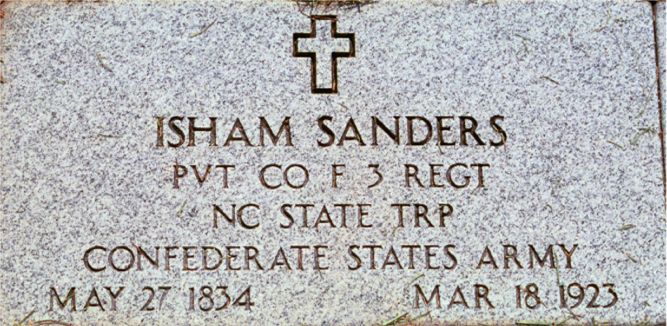 ISHAM SANDERS
PVT CO F 3 REGT
NC STATE TRP
CONFEDERATE STATES ARMY
MAY 27 1834 MAR 18 1923